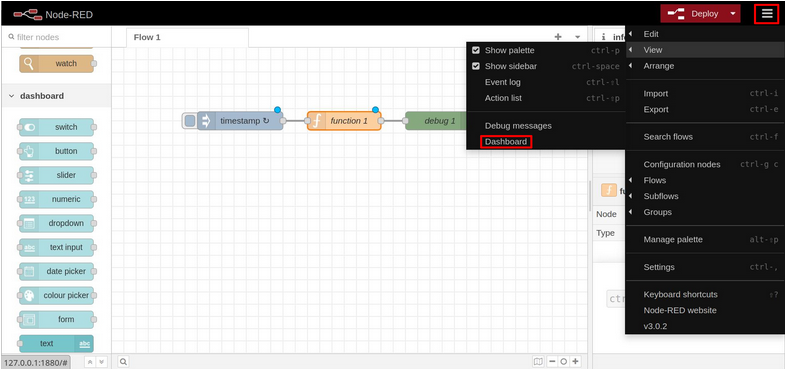 Node-RED
Deploy
filter nodes
Flow 1
watch
dashboard
switch
button
slider
123
numeric
dropdown
abc
text input
date picker
colour picker
form
text
abc
timestamp ↻
function 1
debug 1
Show palette ctrl-p
Show sidebar ctrl-space
Event log ctrl-⇧l
Action list ctrl-⇧p
Debug messages
Dashboard
i
info
Edit
View
Arrange
Import ctrl-i
Export ctrl-e
Search flows ctrl-f
Configuration nodes ctrl-g c
Flows
Subflows
Groups
Manage palette alt-⇧p
Settings ctrl-,
Keyboard shortcuts ⇧?
Node-RED website
v3.0.2
Node
Type
ctr
127.0.0.1:1880/#